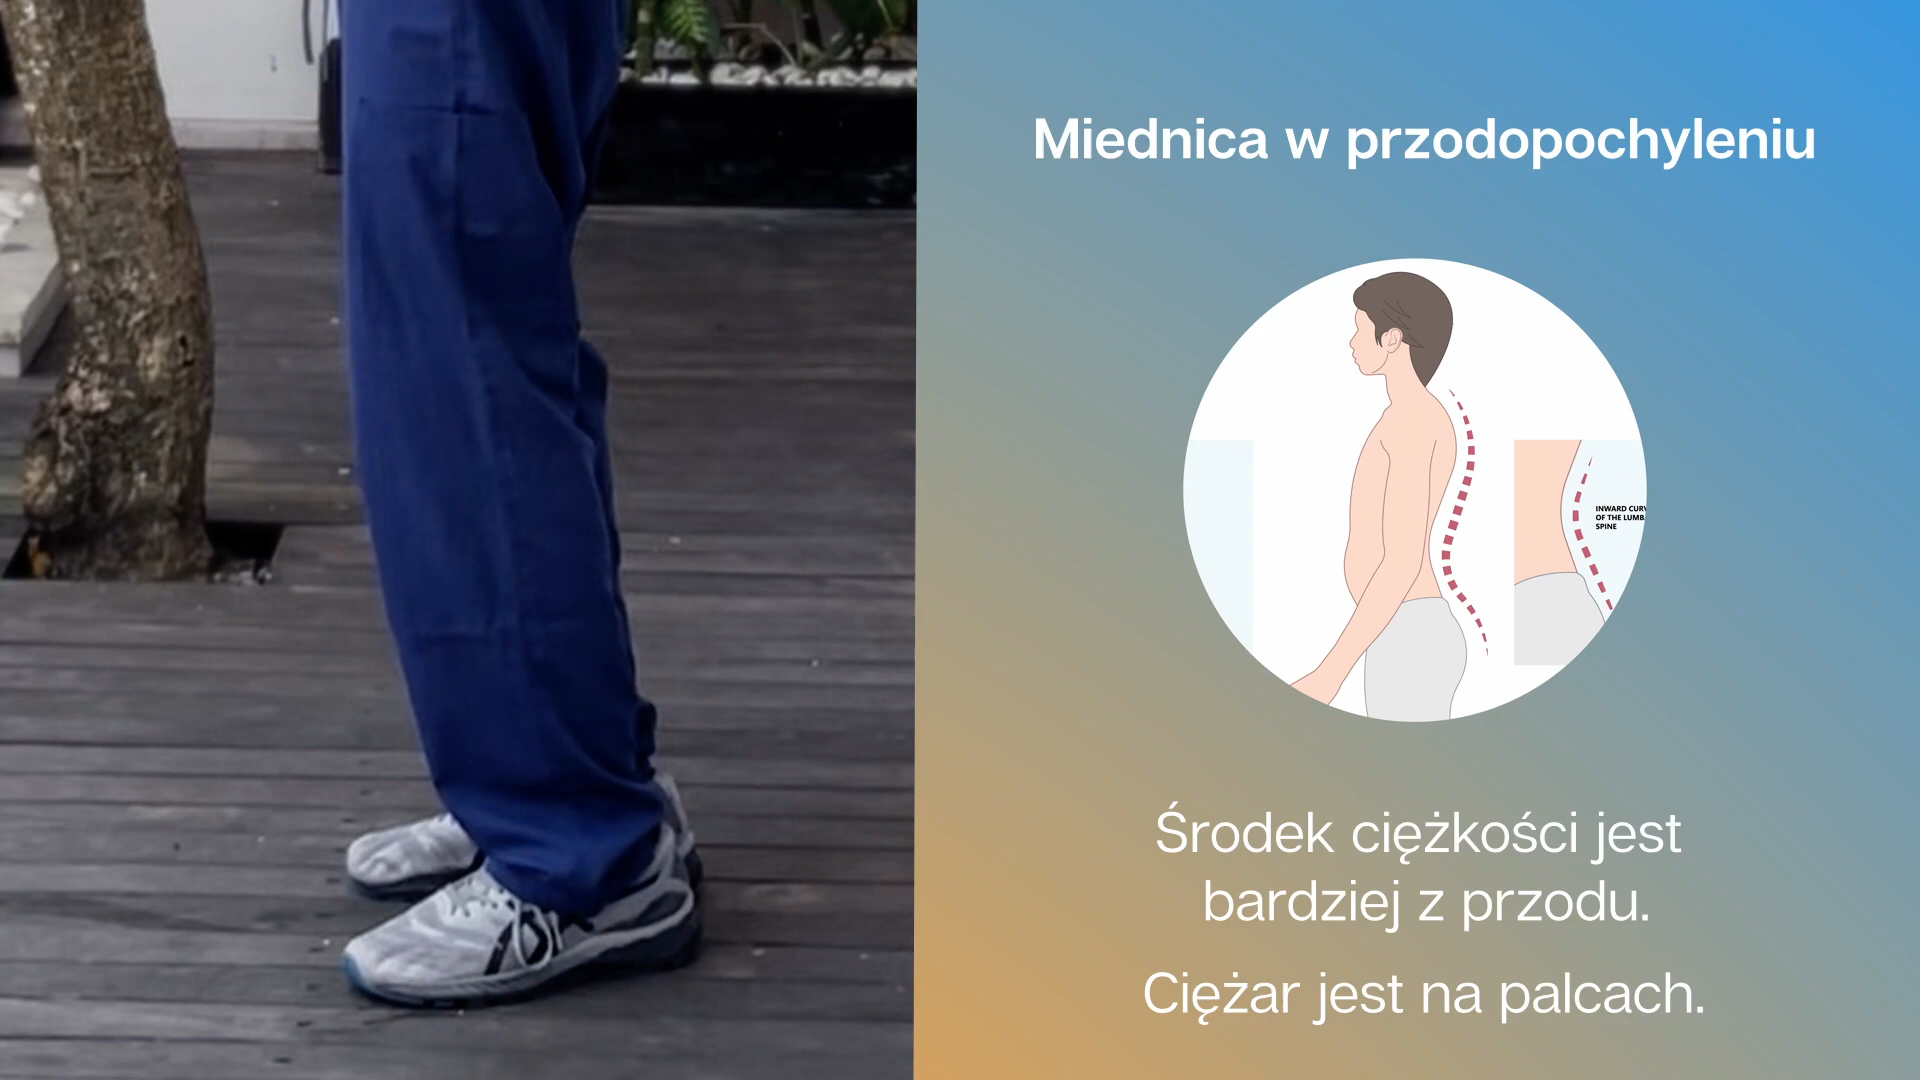 Miednica w przodopochyleniu
INWARD CURV
OF THE LUMB
SPINE
Środek ciężkości jest
bardziej z przodu.
Ciężar jest na palcach.